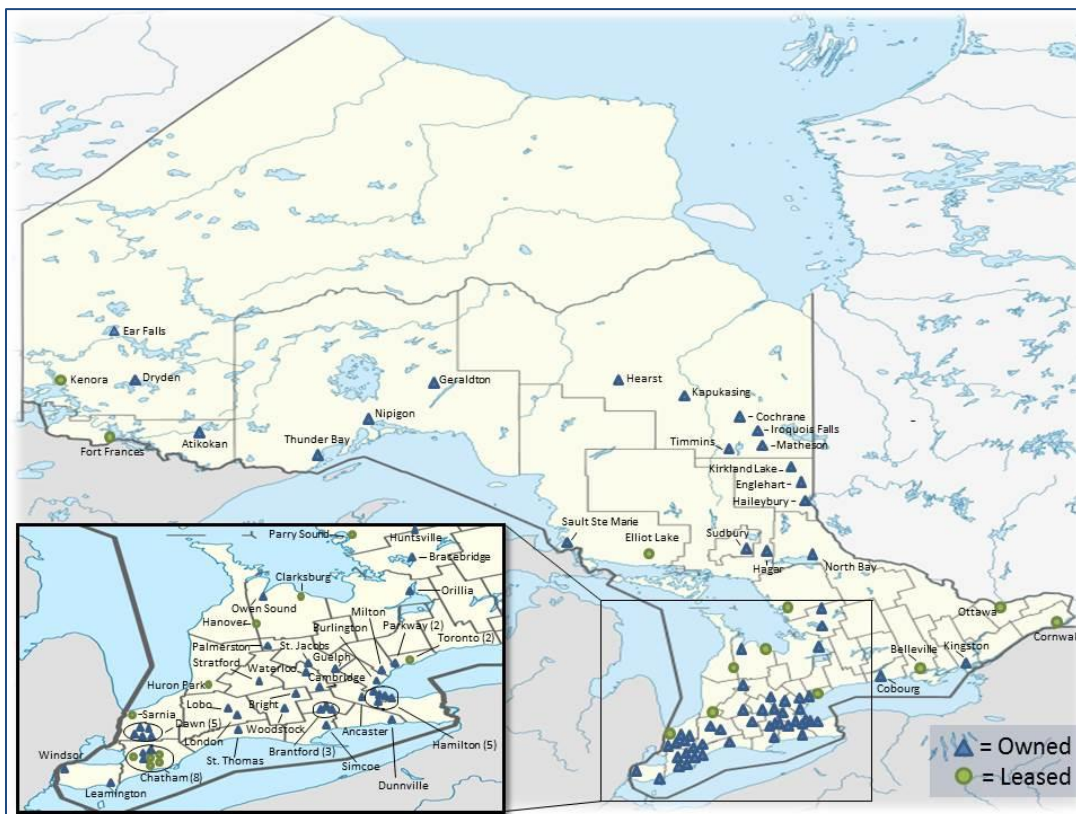 Ear Falls
Kenora
Dryden
Geraldton
Hearst
Kapukasing
Nipigon
Cochrane
Iroquois Falls
Atikokan
Fort Frances
Thunder Bay
Timmins
Matheson
Kirkland Lake
Englehart
Haileybury
Sault Ste Marie
Elliot Lake
Sudbury
Hagar
North Bay
Ottawa
Cornwal
Belleville
Kingston
Cobourg
Parry Sound
Huntsville
Bracebridge
Clarksburg
Orillia
Owen Sound
Milton
Hanover
Burlington
Parkway (2)
Palmerston
St. Jacobs
Toronto (2)
Stratford
Guelph
Waterloo
Cambridge
Huron Park
Lobo
Bright
Sarnia
Dawn (5)
Woodstock
Ancaster
London
Hamilton (5)
Windsor
St. Thomas
Brantford (3)
Simcoe
Chatham (8)
Dunnville
Leamington
= Owned
= Leased